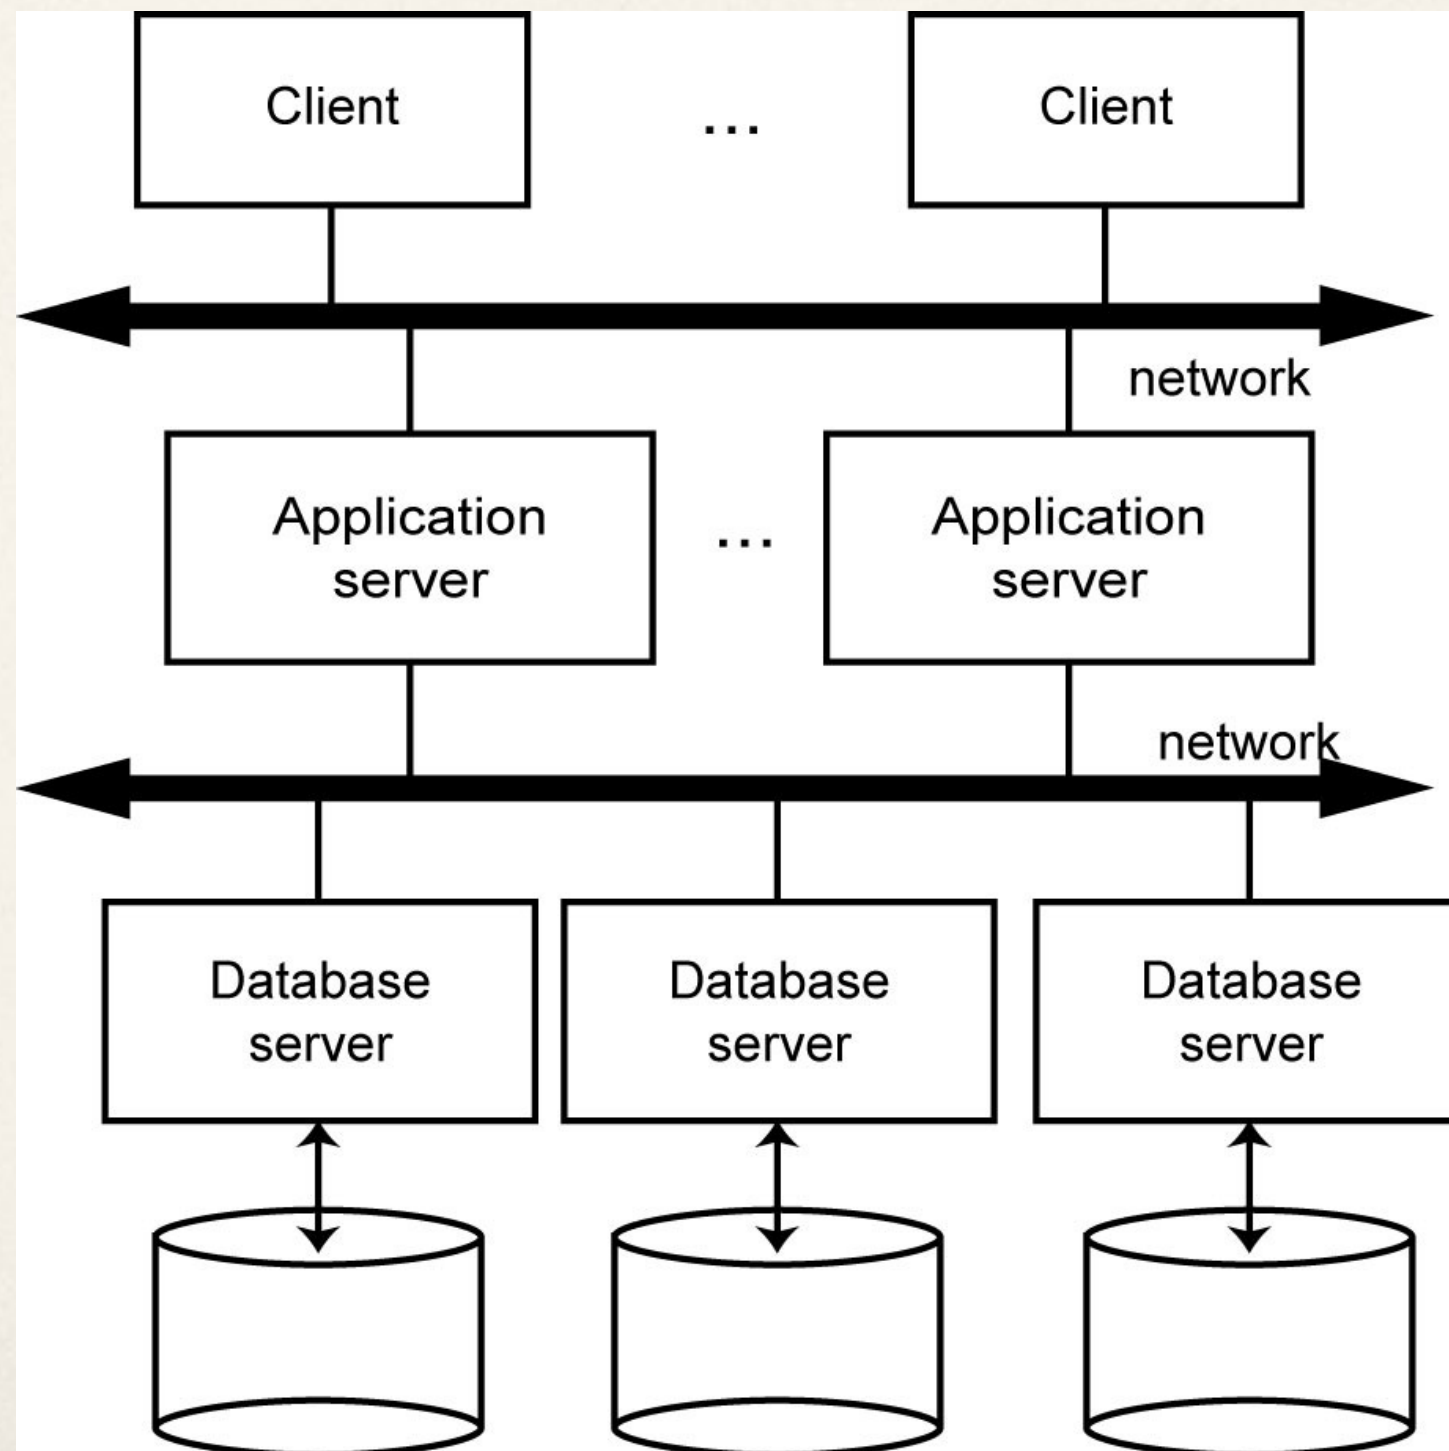 Client
...
Client
network
Application
server
...
Application
server
network
Database
server
Database
server
Database
server